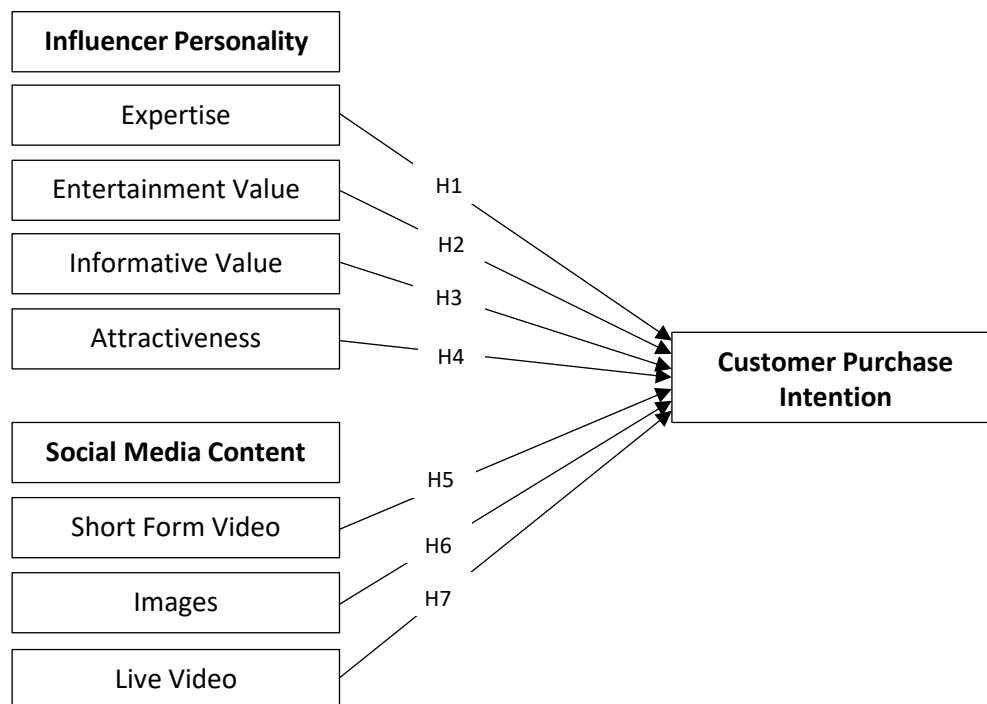 Influencer Personality
Expertise
Entertainment Value
Informative Value
Attractiveness
H1
H2
H3
H4
Customer Purchase
Intention
Social Media Content
Short Form Video
Images
Live Video
H5
H6
H7